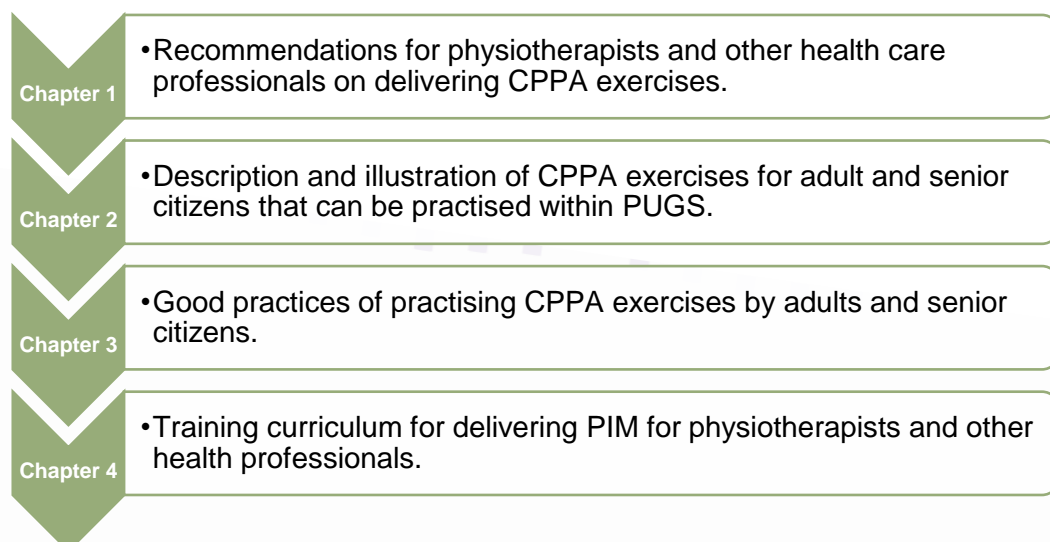 Chapter 1
•Recommendations for physiotherapists and other health care
professionals on delivering CPPA exercises.
Chapter 2
•Description and illustration of CPPA exercises for adult and senior
citizens that can be practised within PUGS.
Chapter 3
•Good practices of practising CPPA exercises by adults and senior
citizens.
Chapter 4
•Training curriculum for delivering PIM for physiotherapists and other
health professionals.